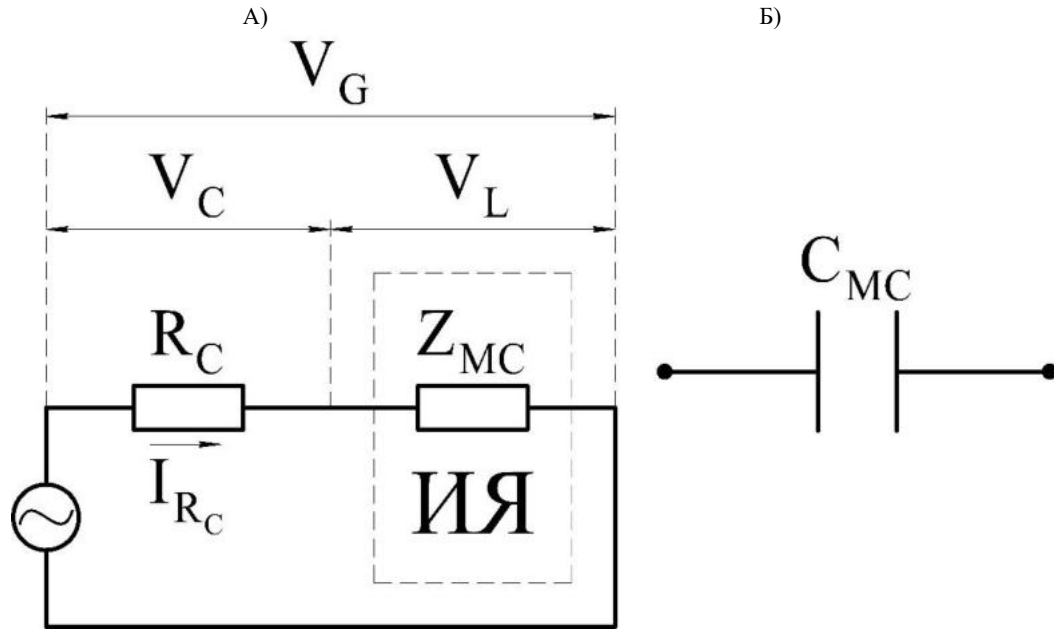 А) Б)
V_G
V_C V_L
C_MC
R_C Z_MC
I_R_C ИЯ